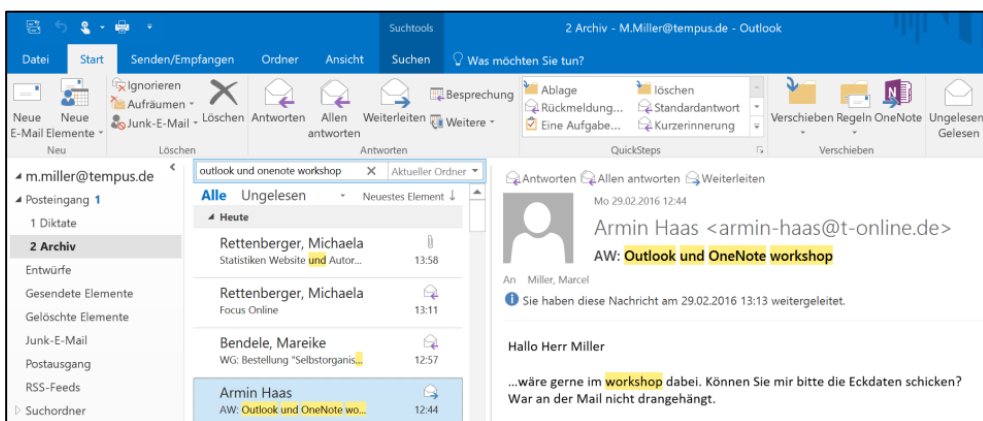 Suchtools
2 Archiv - M.Miller@tempus.de - Outlook
Datei Start Senden/Empfangen Ordner Ansicht Suchen Was möchten Sie tun?
Neue E-Mail
Neue Elemente
Ignorieren
Aufräumen
Junk-E-Mail
Löschen
Antworten
Allen antworten
Weiterleiten
Besprechung
Weitere
Ablage
Rückmeldung...
Eine Aufgabe...
löschen
Standardantwort
Kurzerinnerung
Verschieben
Regeln
OneNote
Ungelesen
Gelesen
Neu Löschen Antworten QuickSteps Verschieben
m.miller@tempus.de
Posteingang 1
1 Diktate
2 Archiv
Entwürfe
Gesendete Elemente
Gelöschte Elemente
Junk-E-Mail
Postausgang
RSS-Feeds
Suchordner
outlook und onenote workshop Aktueller Ordner
Alle Ungelesen Neuestes Element ↓
Heute
Rettenberger, Michaela
Statistiken Website und Autor... 13:58
Rettenberger, Michaela
Focus Online 13:11
Bendele, Mareike
WG: Bestellung "Selbstorganis... 12:57
Armin Haas
AW: Outlook und OneNote wo... 12:44
Antworten Allen antworten Weiterleiten
Mo 29.02.2016 12:44
Armin Haas <armin-haas@t-online.de>
AW: Outlook und OneNote workshop
An Miller, Marcel
Sie haben diese Nachricht am 29.02.2016 13:13 weitergeleitet.
Hallo Herr Miller
...wäre gerne im workshop dabei. Können Sie mir bitte die Eckdaten schicken?
War an der Mail nicht drangehängt.